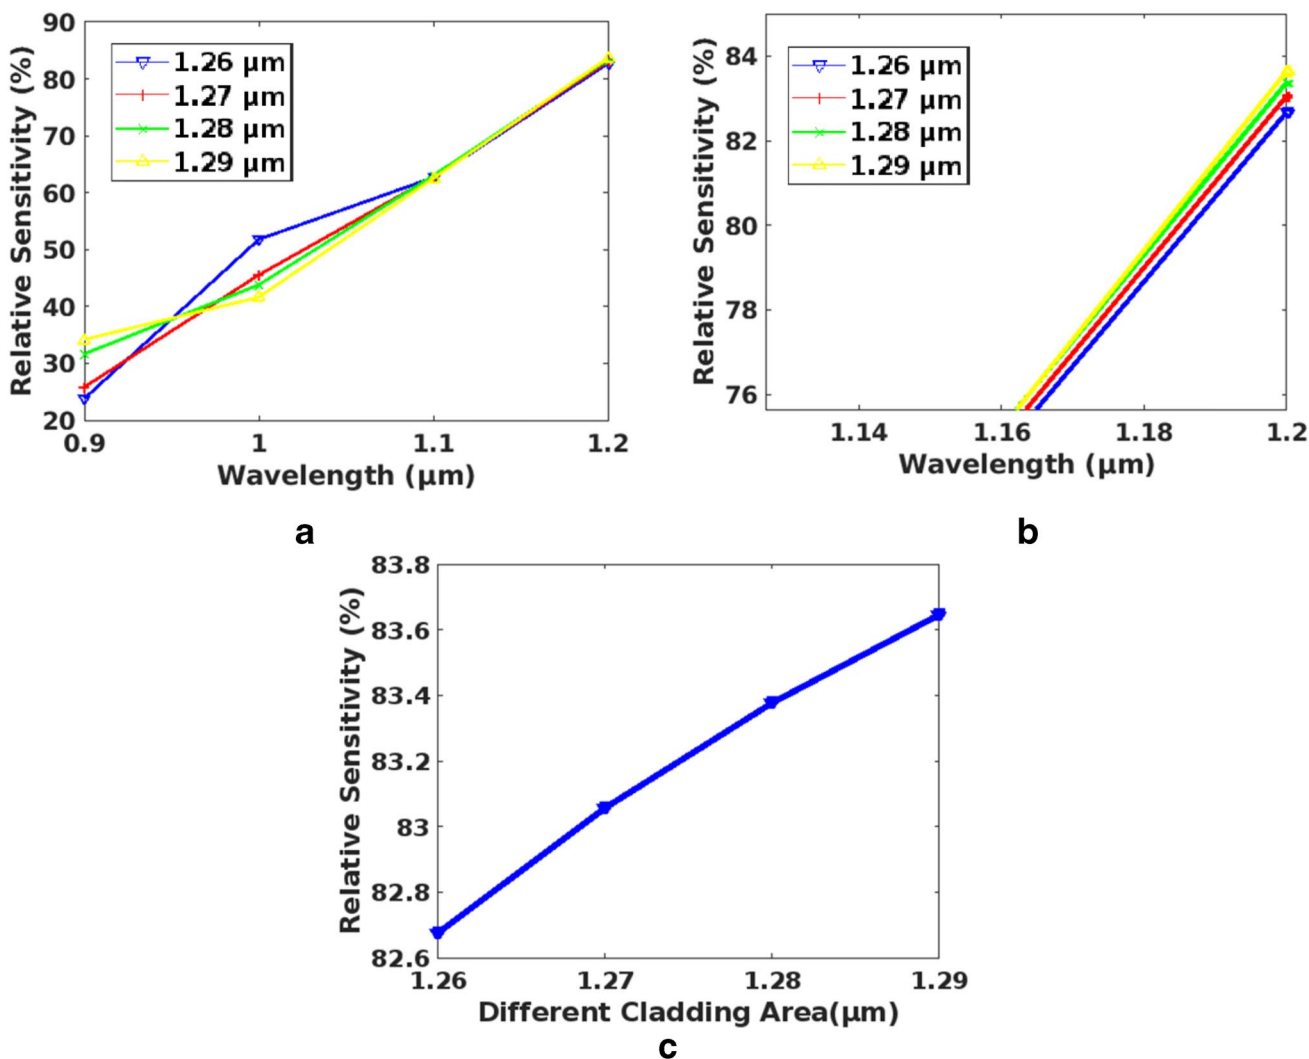 90
80
70
60
50
40
30
20
Relative Sensitivity (%)
1.26 μm
1.27 μm
1.28 μm
1.29 μm
0.9 1 1.1 1.2
Wavelength (μm)
a
84
82
80
78
76
Relative Sensitivity (%)
1.26 μm
1.27 μm
1.28 μm
1.29 μm
1.14 1.16 1.18 1.2
Wavelength (μm)
b
83.8
83.6
83.4
83.2
83
82.8
82.6
Relative Sensitivity (%)
1.26 1.27 1.28 1.29
Different Cladding Area(μm)
c